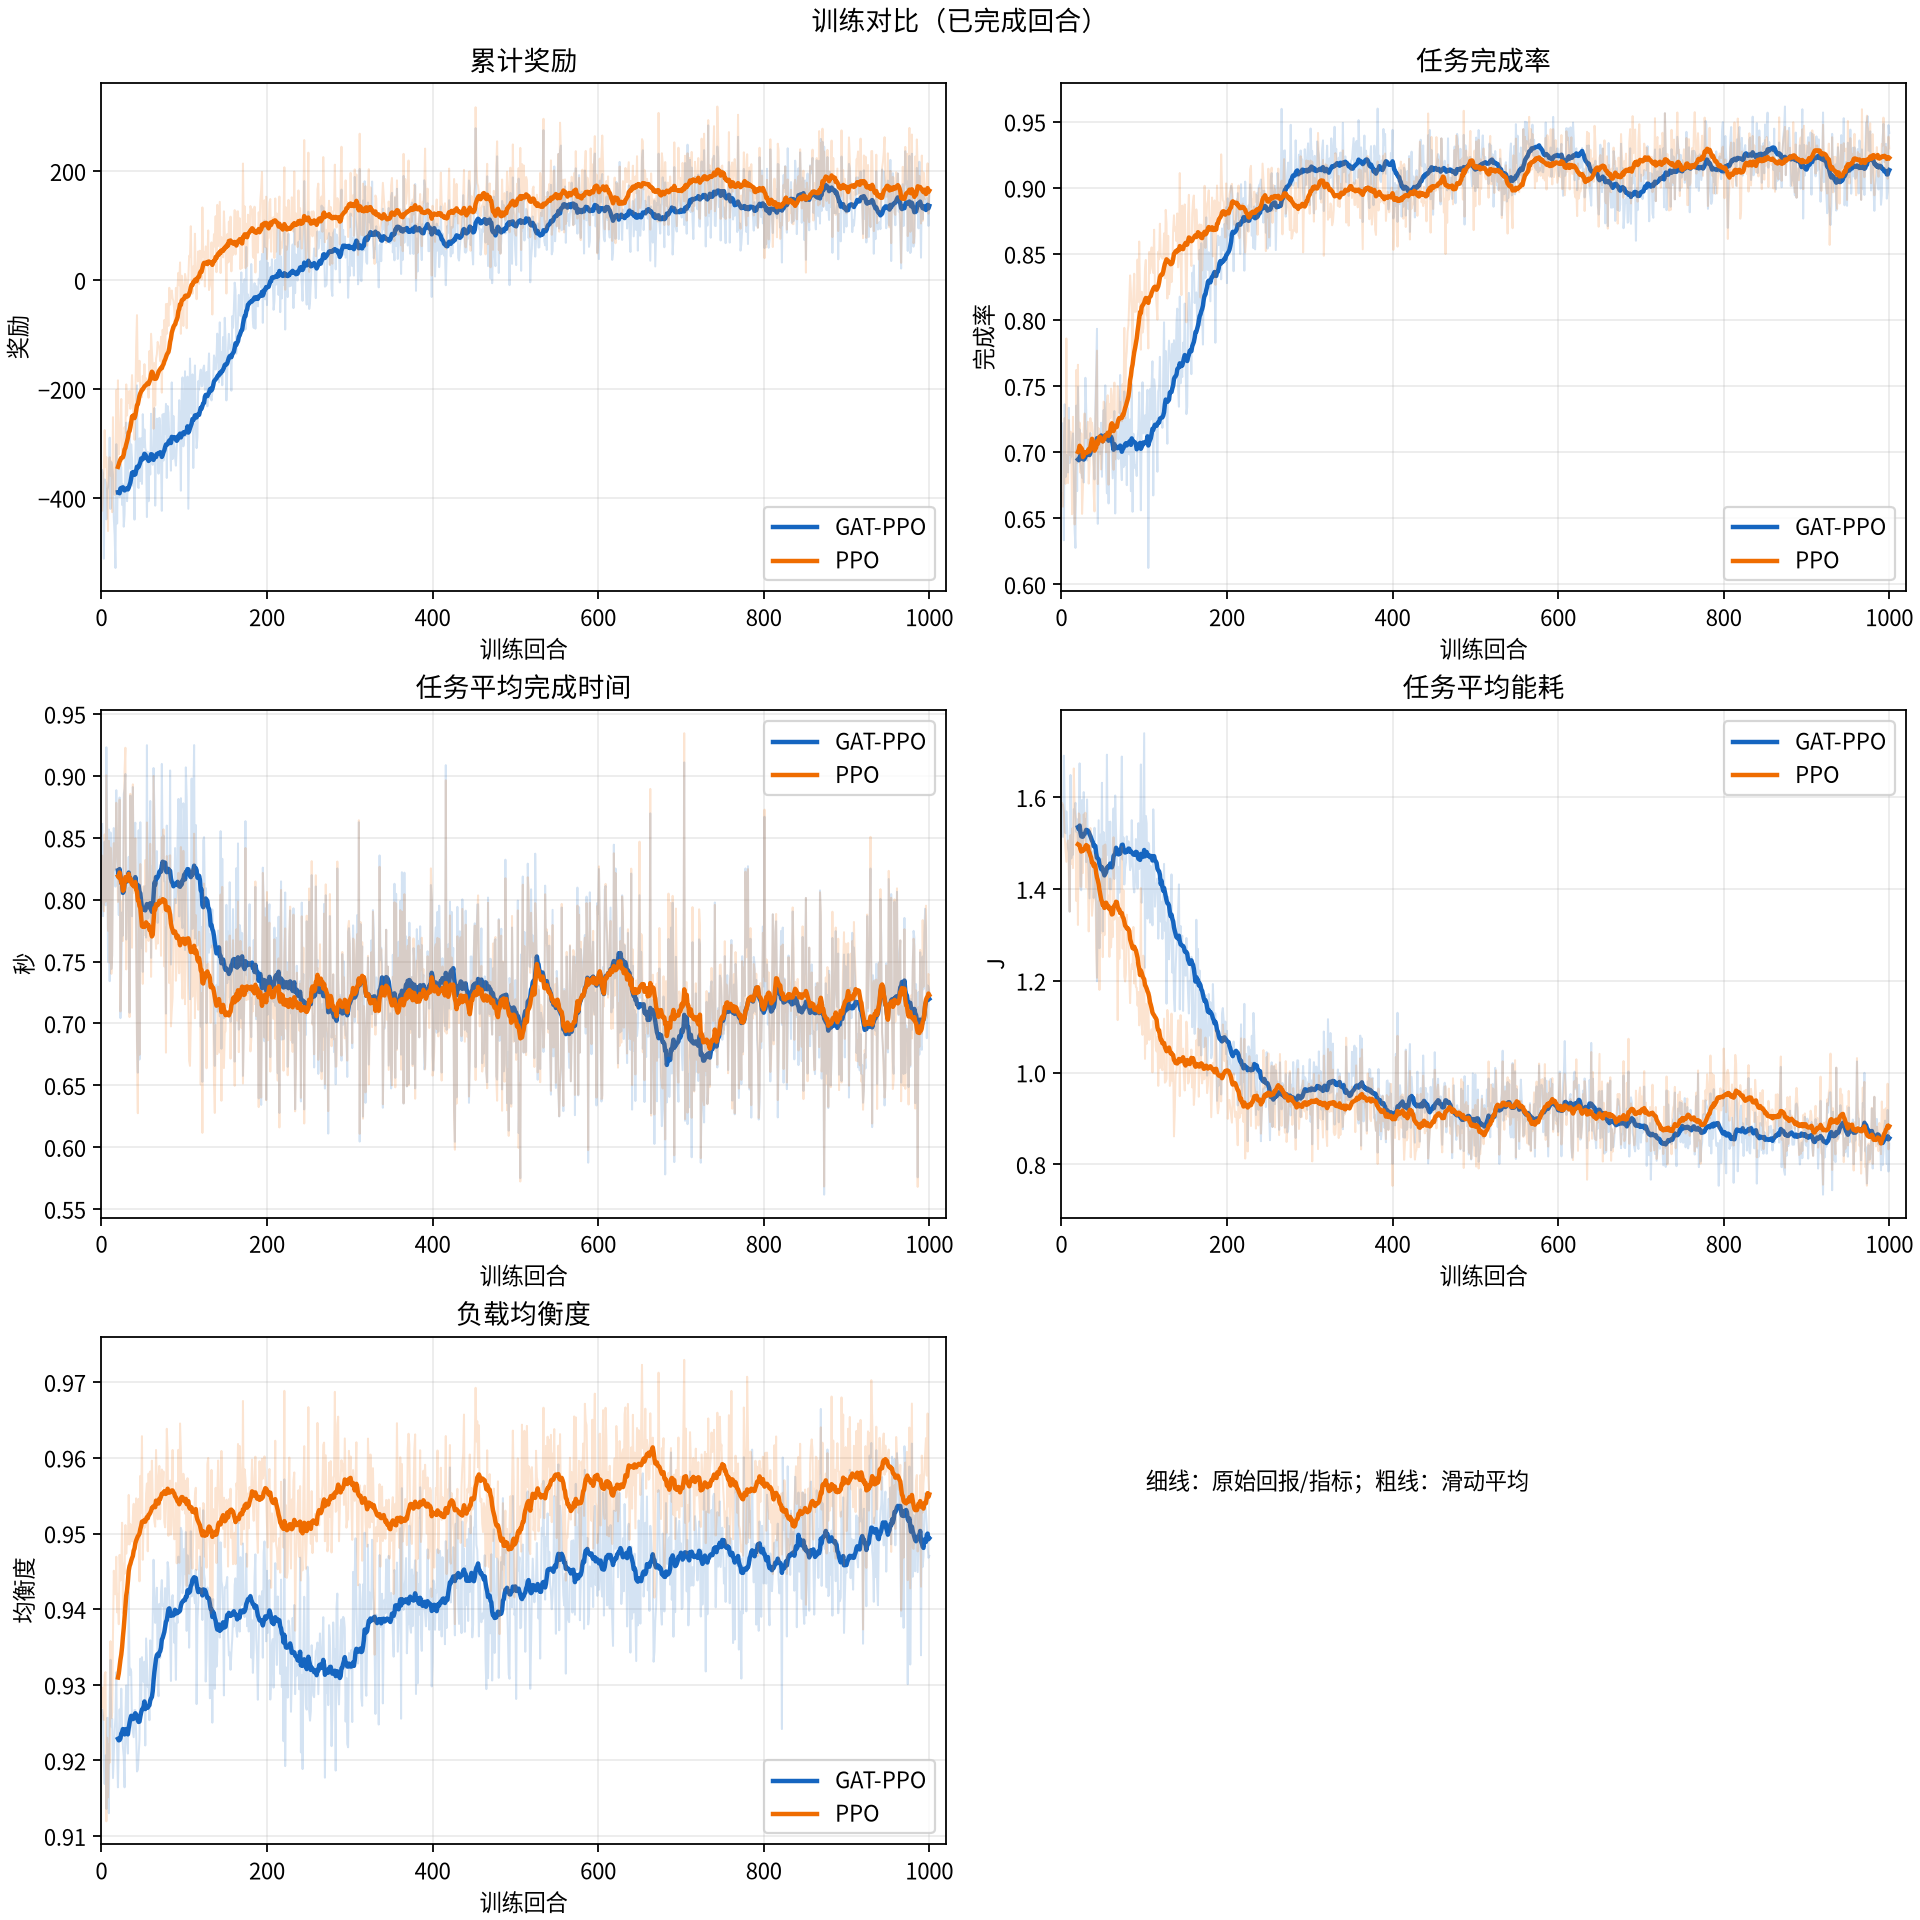 训练对比（已完成回合）
累计奖励
200
0
−200
−400
奖励
0 200 400 600 800 1000
训练回合
GAT-PPO
PPO
任务完成率
0.95
0.90
0.85
0.80
0.75
0.70
0.65
0.60
完成率
0 200 400 600 800 1000
训练回合
GAT-PPO
PPO
任务平均完成时间
0.95
0.90
0.85
0.80
0.75
0.70
0.65
0.60
0.55
秒
0 200 400 600 800 1000
训练回合
GAT-PPO
PPO
任务平均能耗
1.6
1.4
1.2
1.0
0.8
J
0 200 400 600 800 1000
训练回合
GAT-PPO
PPO
负载均衡度
0.97
0.96
0.95
0.94
0.93
0.92
0.91
均衡度
0 200 400 600 800 1000
训练回合
GAT-PPO
PPO
细线：原始回报/指标；粗线：滑动平均